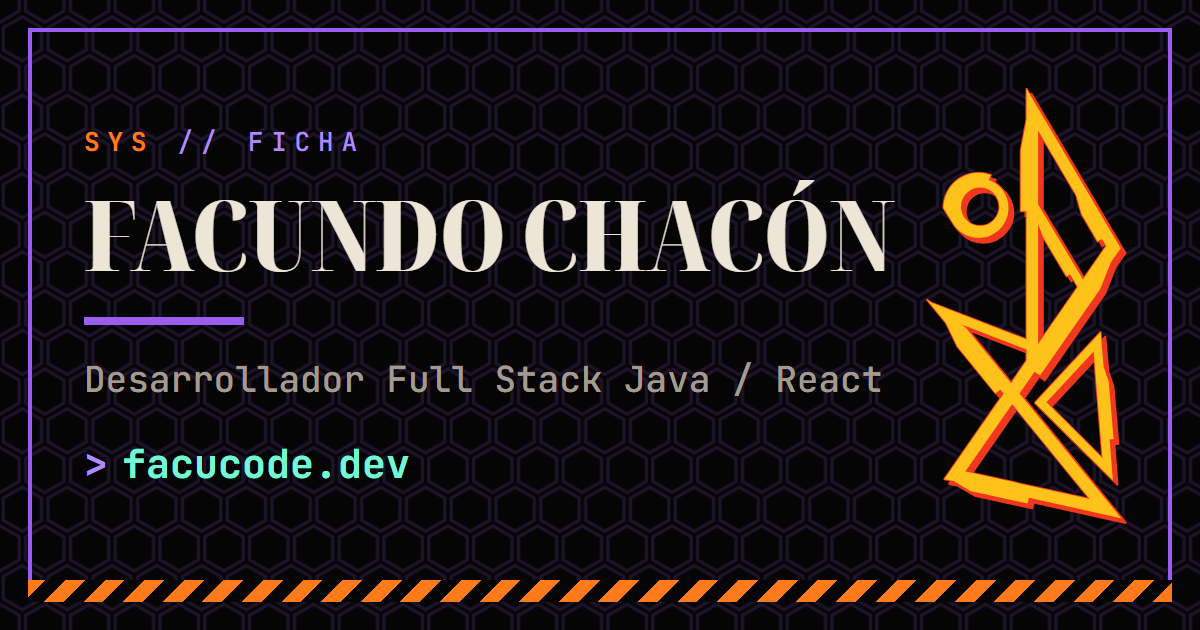 SYS // FICHA
FACUNDO CHACÓN
Desarrollador Full Stack Java / React
> facucode.dev